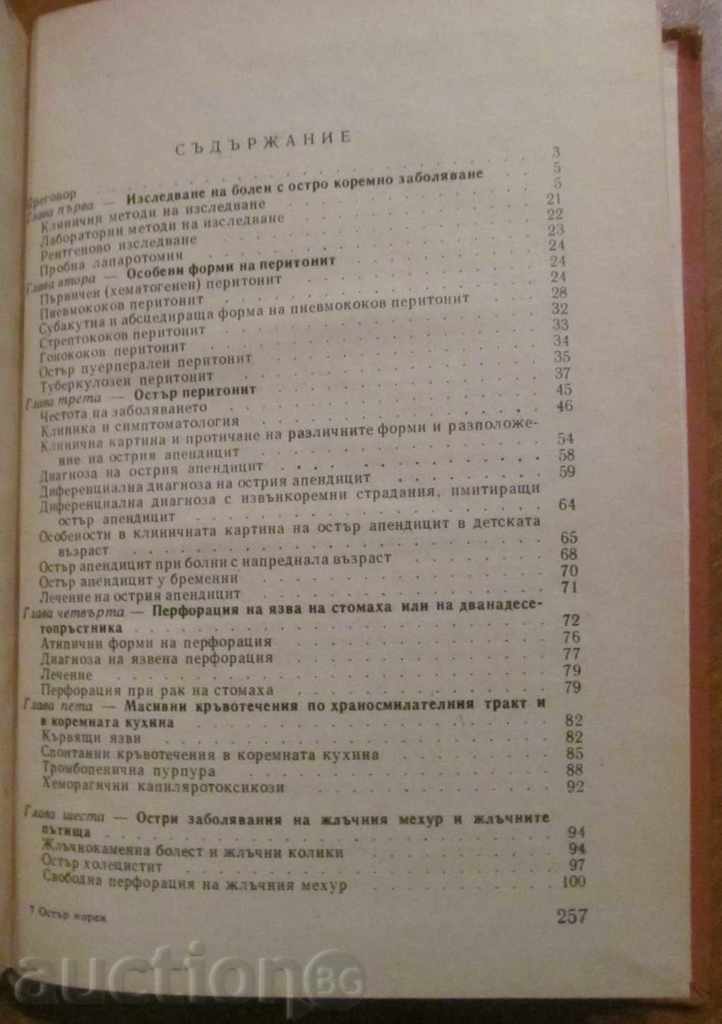 СЪДЪРЖАНИЕ
Преговор . . . 3
Глава първа — Изследване на болен с остро коремно заболяване 5
Клинични методи на изследване . . . 5
Лабораторни методи на изследване . . . 21
Рентгеново изследване . . . 22
Пробна лапаротомия . . . 23
Глава втора — Особени форми на перитонит . . . 24
Първичен (хематогенен) перитонит . . . 24
Пневмококов перитонит . . . 24
Субакутна и абсцедираща форма на пневмококов перитонит 28
Стрептококов перитонит . . . 32
Гонококов перитонит . . . 33
Остър пуерперален перитонит . . . 34
Туберкулозен перитонит . . . 35
Глава трета — Остър перитонит . . . 37
Честота на заболяването . . . 45
Клиника и симптоматология . . . 46
Клинична картина и протичане на различните форми и разположе-
ние на острия апендицит . . . 54
Диагноза на острия апендицит . . . 58
Диференциална диагноза на острия апендицит . . . 59
Диференциална диагноза с извънкоремни страдания, имитиращи
остър апендицит . . . 64
Особености в клиничната картина на остър апендицит в детската
възраст . . . 65
Остър апендицит при болни с напреднала възраст . . . 68
Остър апендицит у бременни . . . 70
Лечение на острия апендицит . . . 71
Глава четвърта — Перфорация на язва на стомаха или на дванадесе-
топръстника . . . 72
Атипични форми на перфорация . . . 76
Диагноза на язвена перфорация . . . 77
Лечение . . . 79
Перфорация при рак на стомаха . . . 79
Глава пета — Масивни кръвотечения по храносмилателния тракт и
в коремната кухина . . . 82
Кървящи язви . . . 82
Спонтанни кръвотечения в коремната кухина . . . 85
Тромбопенична пурпура . . . 88
Хеморагични капиляротоксикози . . . 92
Глава шеста — Остри заболявания на жлъчния мехур и жлъчните
пътища . . . 94
Жлъчнокаменна болест и жлъчни колики . . . 94
Остър холецистит . . . 97
Свободна перфорация на жлъчния мехур . . . 100
7 Остър корем 257
auctionBG